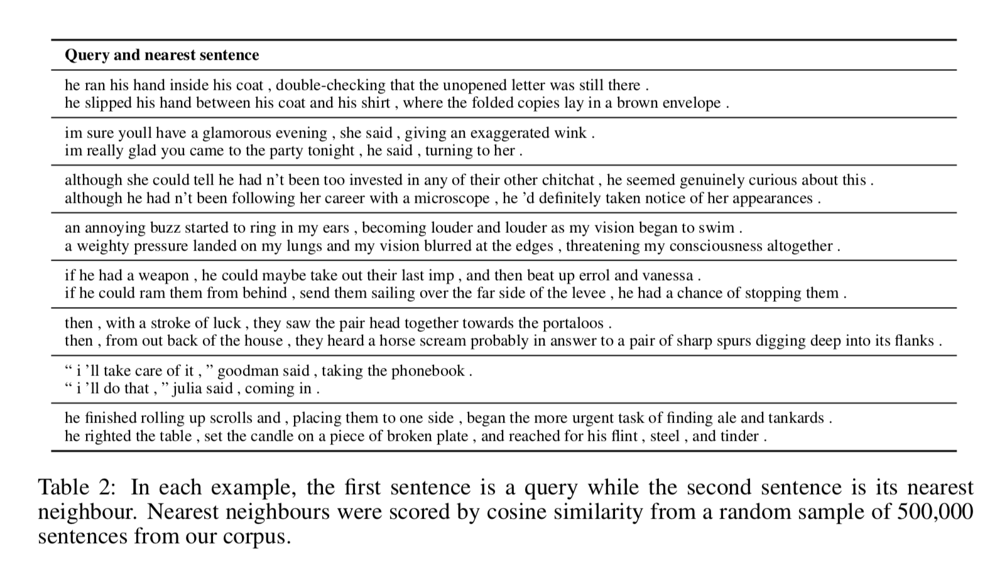 Query and nearest sentence
he ran his hand inside his coat , double-checking that the unopened letter was still there .
he slipped his hand between his coat and his shirt , where the folded copies lay in a brown envelope .
im sure youll have a glamorous evening , she said , giving an exaggerated wink .
im really glad you came to the party tonight , he said , turning to her .
although she could tell he had n’t been too invested in any of their other chitchat , he seemed genuinely curious about this .
although he had n’t been following her career with a microscope , he ’d definitely taken notice of her appearances .
an annoying buzz started to ring in my ears , becoming louder and louder as my vision began to swim .
a weighty pressure landed on my lungs and my vision blurred at the edges , threatening my consciousness altogether .
if he had a weapon , he could maybe take out their last imp , and then beat up errol and vanessa .
if he could ram them from behind , send them sailing over the far side of the levee , he had a chance of stopping them .
then , with a stroke of luck , they saw the pair head together towards the portaloos .
then , from out back of the house , they heard a horse scream probably in answer to a pair of sharp spurs digging deep into its flanks .
“ i ’ll take care of it , ” goodman said , taking the phonebook .
“ i ’ll do that , ” julia said , coming in .
he finished rolling up scrolls and , placing them to one side , began the more urgent task of finding ale and tankards .
he righted the table , set the candle on a piece of broken plate , and reached for his flint , steel , and tinder .
Table 2: In each example, the first sentence is a query while the second sentence is its nearest
neighbour. Nearest neighbours were scored by cosine similarity from a random sample of 500,000
sentences from our corpus.